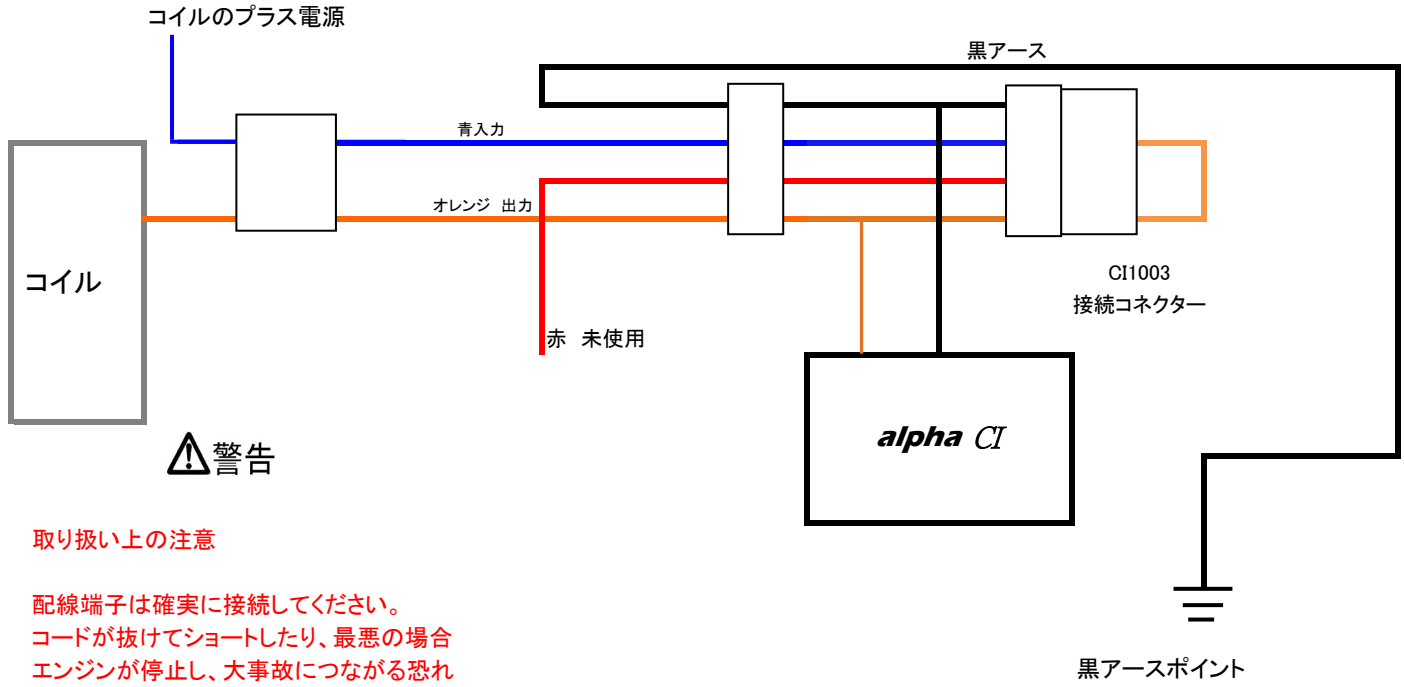 コイルのプラス電源
黒アース
青入力
オレンジ 出力
コイル
CI1003
接続コネクター
赤 未使用
alpha CI
警告
取り扱い上の注意
配線端子は確実に接続してください。
コードが抜けてショートしたり、最悪の場合
エンジンが停止し、大事故につながる恐れ
黒アースポイント